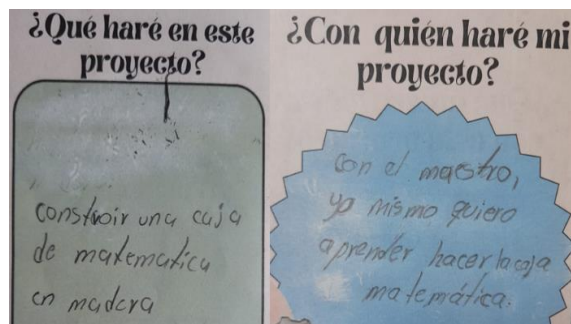 ¿Qué haré en este
proyecto?
construir una caja
de matematica
en madera
¿Con quién haré mi
proyecto?
con el maestro,
yo mismo quiero
aprender hacer la caja
matemática.